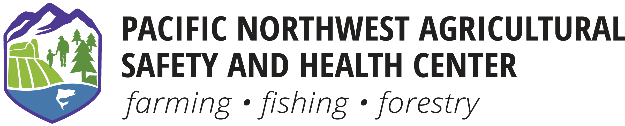 PACIFIC NORTHWEST AGRICULTURAL
SAFETY AND HEALTH CENTER
farming • fishing • forestry